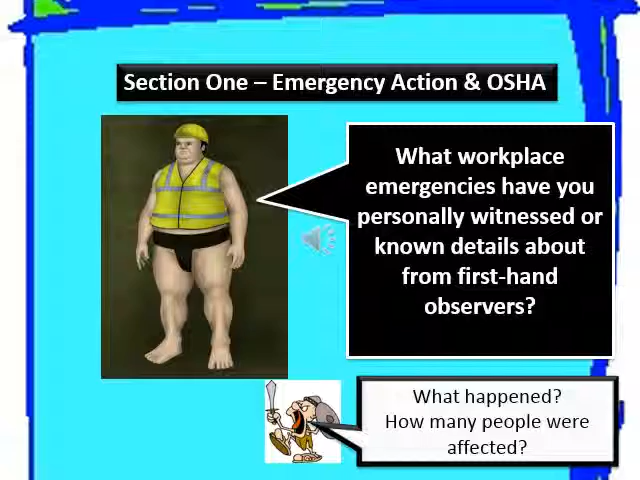 Section One – Emergency Action & OSHA
What workplace
emergencies have you
personally witnessed or
known details about
from first-hand
observers?
What happened?
How many people were
affected?